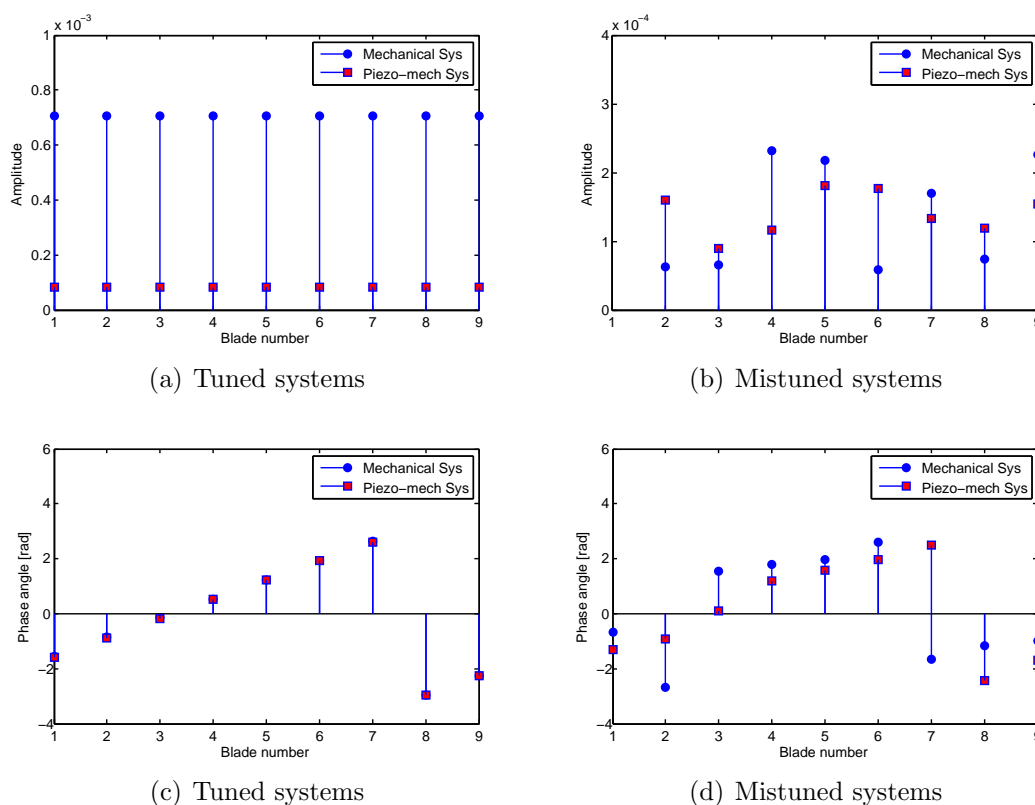 x 10⁻³
1
0.8
0.6
0.4
0.2
0
Amplitude
Mechanical Sys
Piezo−mech Sys
1 2 3 4 5 6 7 8 9
Blade number
(a) Tuned systems
x 10⁻⁴
4
3
2
1
0
Amplitude
Mechanical Sys
Piezo−mech Sys
1 2 3 4 5 6 7 8 9
Blade number
(b) Mistuned systems
6
4
2
0
−2
−4
Phase angle [rad]
Mechanical Sys
Piezo−mech Sys
1 2 3 4 5 6 7 8 9
Blade number
(c) Tuned systems
6
4
2
0
−2
−4
Phase angle [rad]
Mechanical Sys
Piezo−mech Sys
1 2 3 4 5 6 7 8 9
Blade number
(d) Mistuned systems